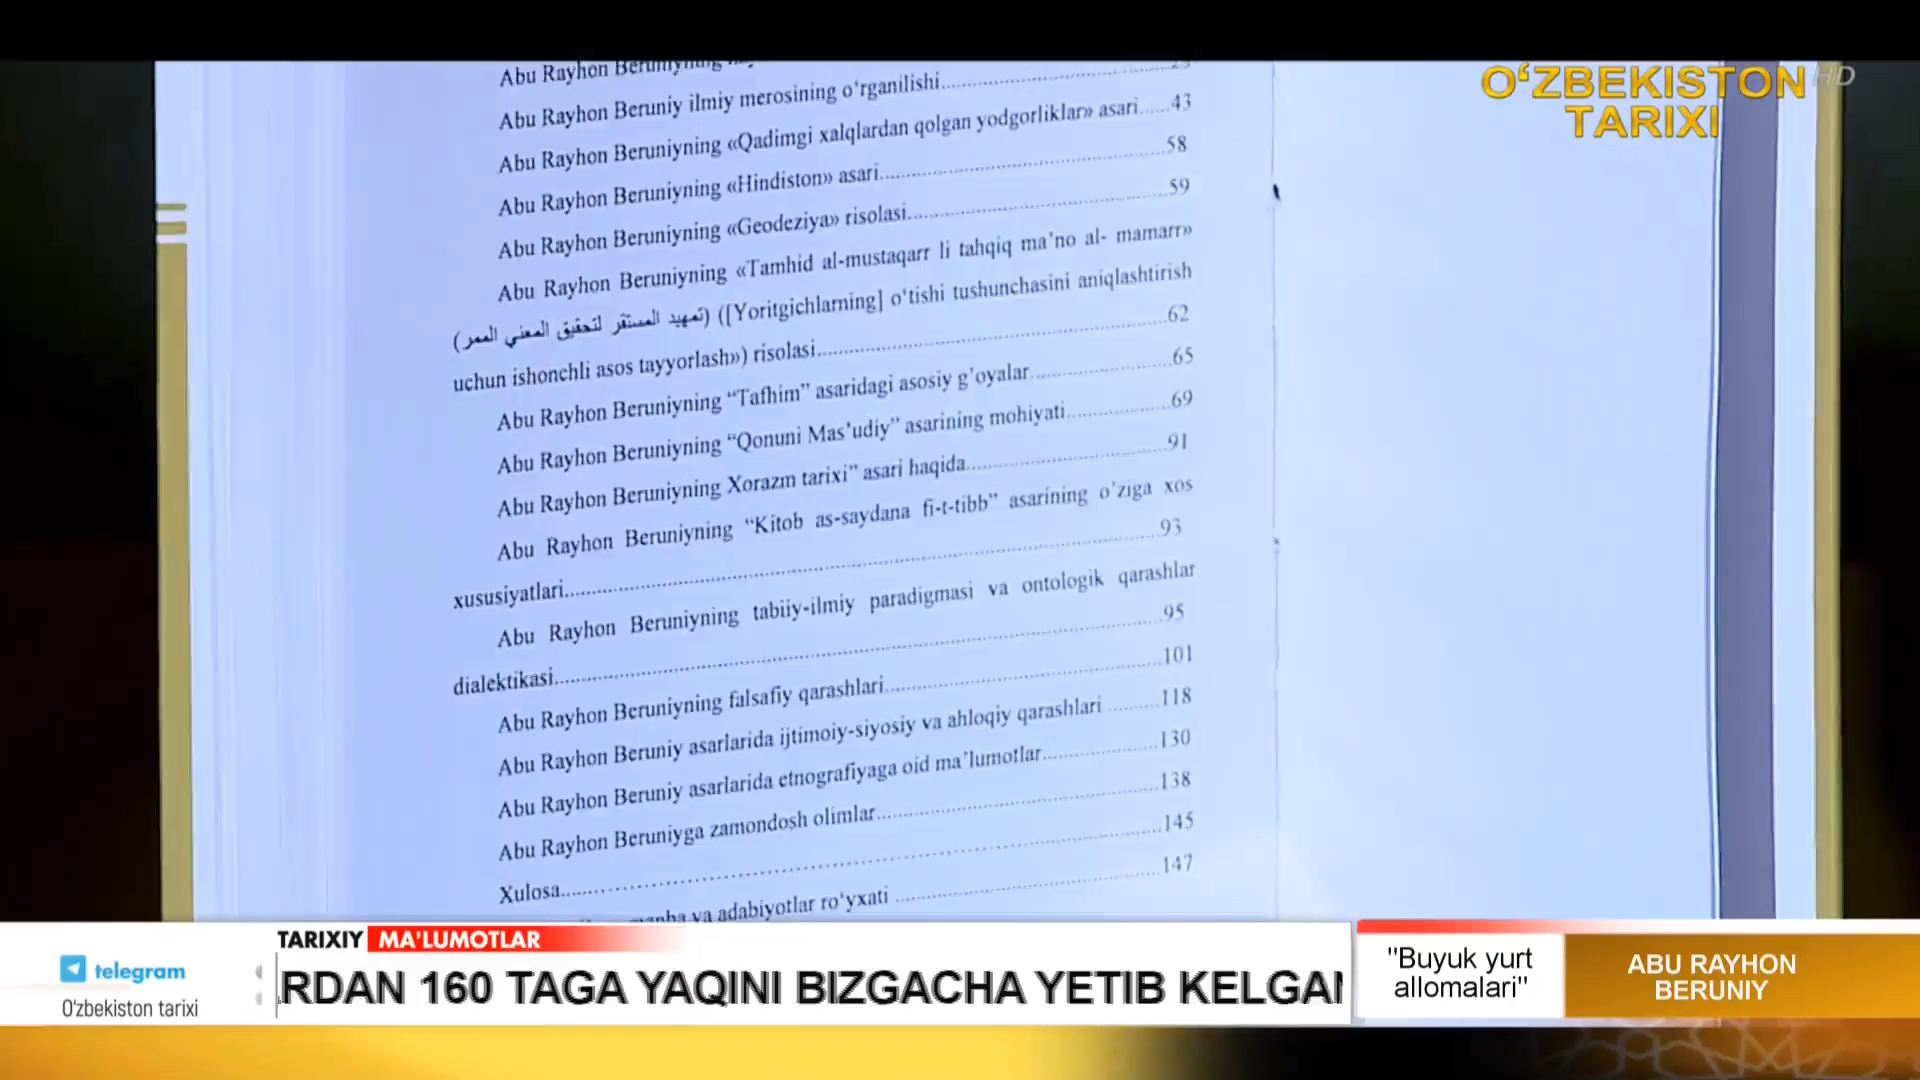 O‘ZBEKISTON HD
TARIXI
Abu Rayhon Beruniyning
Abu Rayhon Beruniy ilmiy merosining o‘rganilishi
Abu Rayhon Beruniyning «Qadimgi xalqlardan qolgan yodgorliklar» asari......43
Abu Rayhon Beruniyning «Hindiston» asari..........58
Abu Rayhon Beruniyning «Geodeziya» risolasi..........59
Abu Rayhon Beruniyning «Tamhid al-mustaqarr li tahqiq ma’no al- mamarr»
(تمهيد المستقر لتحقيق المعني الممر) ([Yoritgichlarning] o‘tishi tushunchasini aniqlashtirish
uchun ishonchli asos tayyorlash») risolasi..........62
Abu Rayhon Beruniyning “Tafhim” asaridagi asosiy g’oyalar..........65
Abu Rayhon Beruniyning “Qonuni Mas’udiy” asarining mohiyati..........69
Abu Rayhon Beruniyning Xorazm tarixi” asari haqida..........91
Abu Rayhon Beruniyning “Kitob as-saydana fi-t-tibb” asarining o’ziga xos
xususiyatlari..........93
Abu Rayhon Beruniyning tabiiy-ilmiy paradigmasi va ontologik qarashlar
dialektikasi..........95
Abu Rayhon Beruniyning falsafiy qarashlari..........101
Abu Rayhon Beruniy asarlarida ijtimoiy-siyosiy va ahloqiy qarashlari ..........118
Abu Rayhon Beruniy asarlarida etnografiyaga oid ma’lumotlar..........130
Abu Rayhon Beruniyga zamondosh olimlar..........138
Xulosa..........145
va adabiyotlar ro‘yxati ..........147
TARIXIY MA’LUMOTLAR
telegram
O‘zbekiston tarixi
RDAN 160 TAGA YAQINI BIZGACHA YETIB KELGAN
"Buyuk yurt
allomalari"
ABU RAYHON
BERUNIY